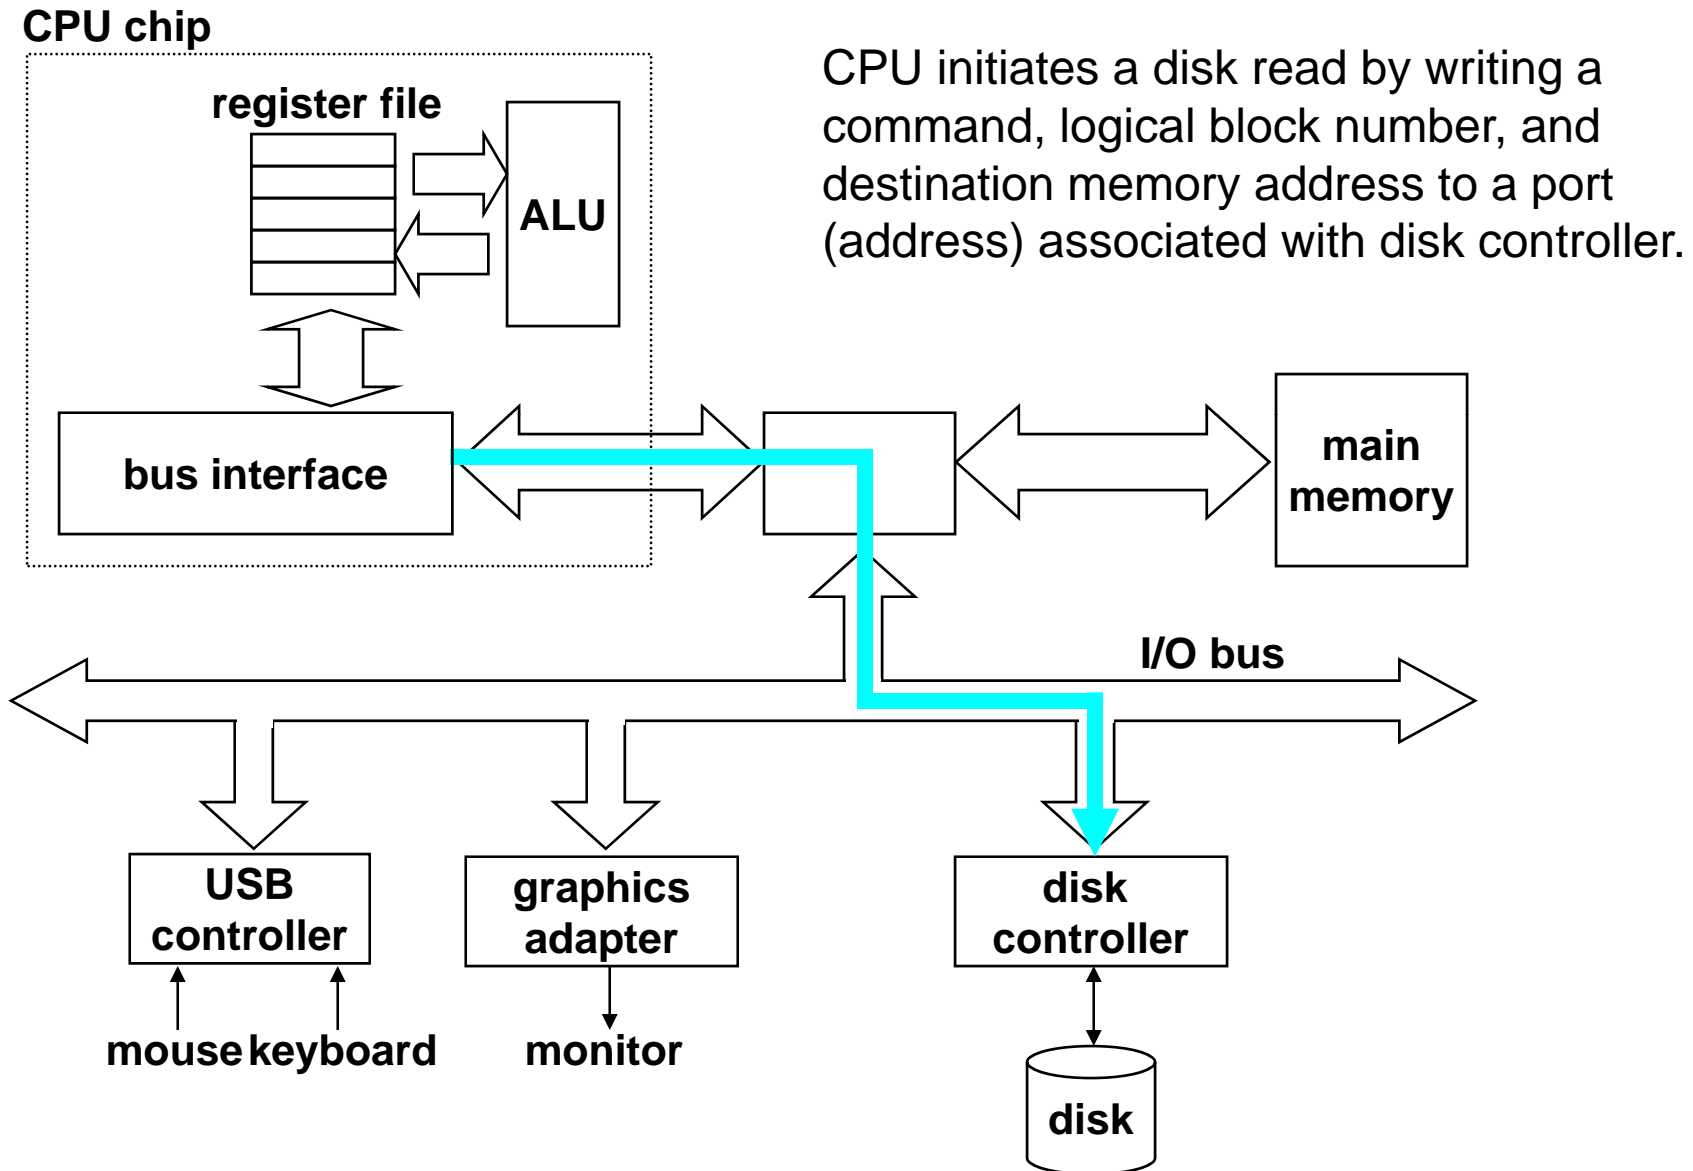 CPU chip
CPU initiates a disk read by writing a
command, logical block number, and
destination memory address to a port
(address) associated with disk controller.
register file
ALU
bus interface
main
memory
I/O bus
USB
controller
graphics
adapter
disk
controller
mouse keyboard
monitor
disk